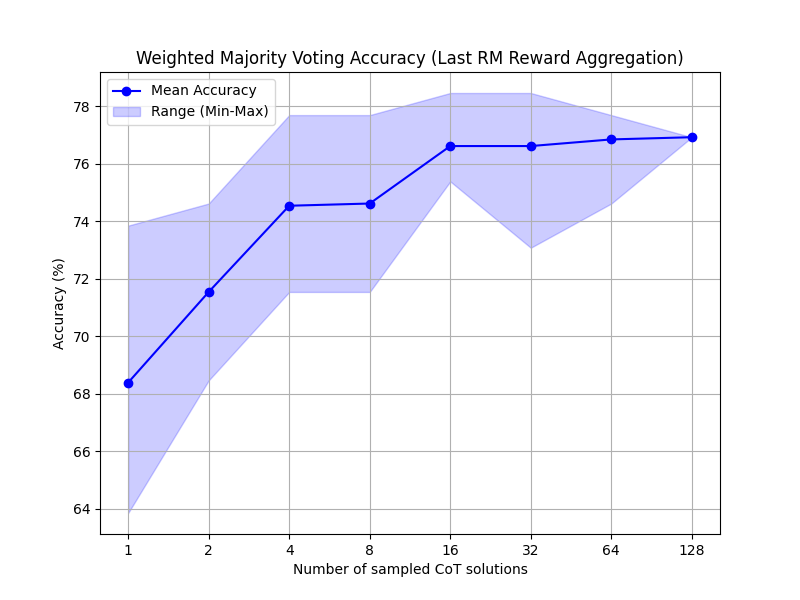 Weighted Majority Voting Accuracy (Last RM Reward Aggregation)
Mean Accuracy
Range (Min-Max)
Accuracy (%)
78
76
74
72
70
68
66
64
1 2 4 8 16 32 64 128
Number of sampled CoT solutions